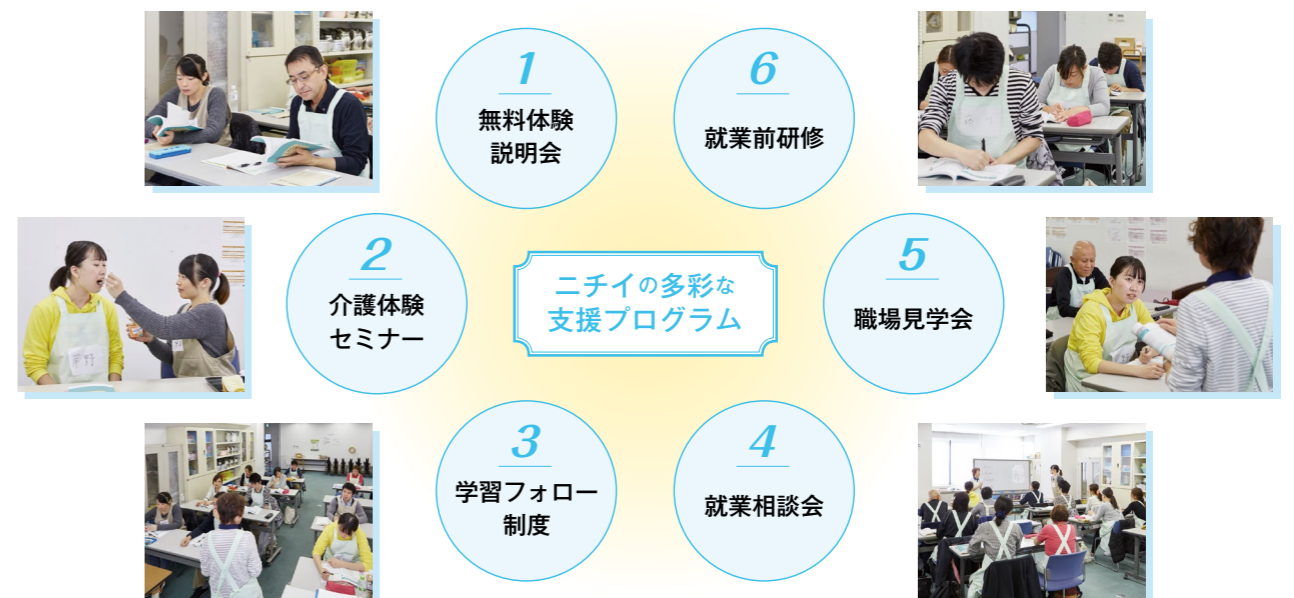 ニチイの多彩な
支援プログラム
1
無料体験
説明会
2
介護体験
セミナー
3
学習フォロー
制度
4
就業相談会
5
職場見学会
6
就業前研修